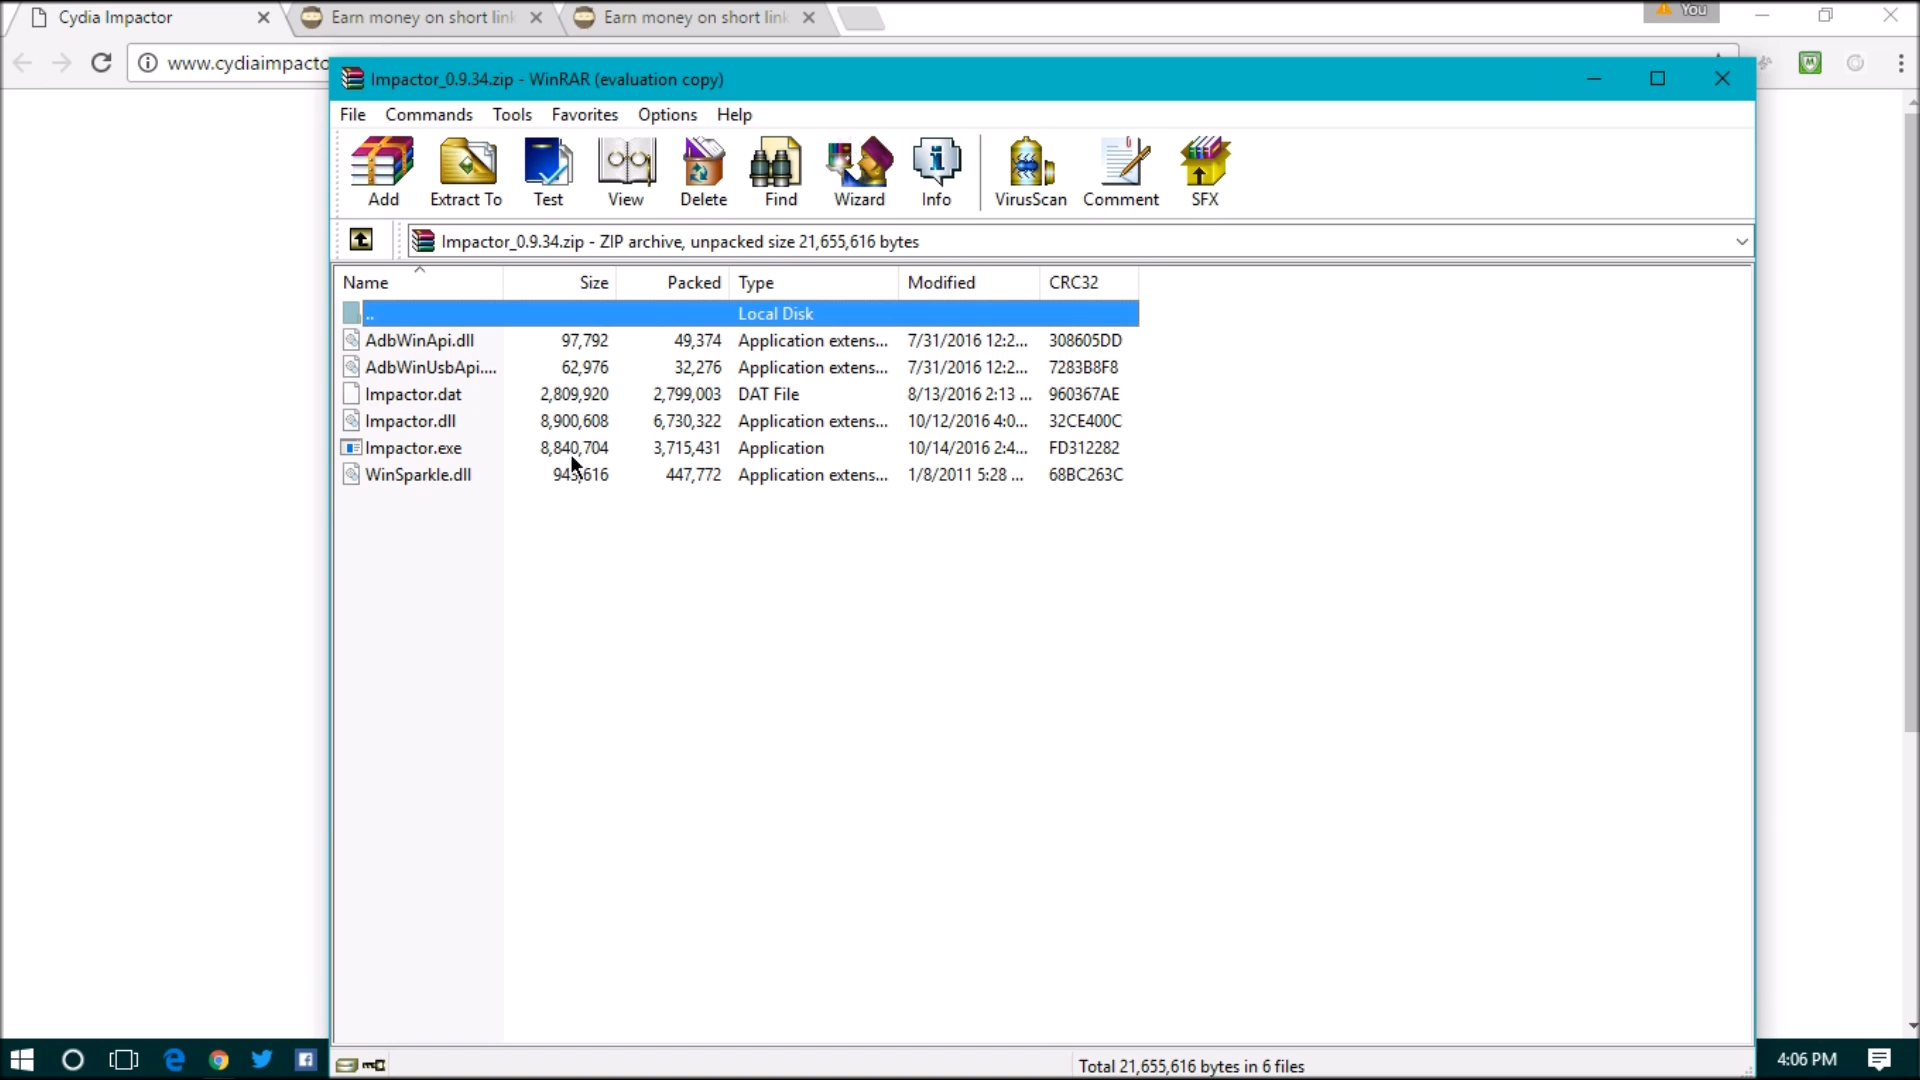 Cydia Impactor
Earn money on short link
Earn money on short link
You
www.cydiaimpacto
Impactor_0.9.34.zip - WinRAR (evaluation copy)
File Commands Tools Favorites Options Help
Add Extract To Test View Delete Find Wizard Info VirusScan Comment SFX
Impactor_0.9.34.zip - ZIP archive, unpacked size 21,655,616 bytes
Name Size Packed Type Modified CRC32
.. Local Disk
AdbWinApi.dll 97,792 49,374 Application extens... 7/31/2016 12:2... 308605DD
AdbWinUsbApi.... 62,976 32,276 Application extens... 7/31/2016 12:2... 7283B8F8
Impactor.dat 2,809,920 2,799,003 DAT File 8/13/2016 2:13 ... 960367AE
Impactor.dll 8,900,608 6,730,322 Application extens... 10/12/2016 4:0... 32CE400C
Impactor.exe 8,840,704 3,715,431 Application 10/14/2016 2:4... FD312282
WinSparkle.dll 447,772 Application extens... 1/8/2011 5:28 ... 68BC263C
Total 21,655,616 bytes in 6 files
4:06 PM